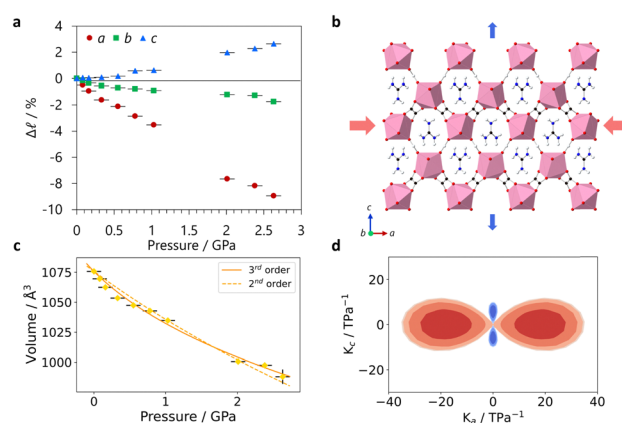 a
a b c
Δℓ / %
4
2
0
-2
-4
-6
-8
-10
0 0.5 1 1.5 2 2.5 3
Pressure / GPa
b
c
b a
c
3rd order
2nd order
Volume / Å³
1075
1050
1025
1000
0 1 2
Pressure / GPa
d
K_c / TPa⁻¹
20
0
−20
−40 −20 0 20 40
K_a / TPa⁻¹